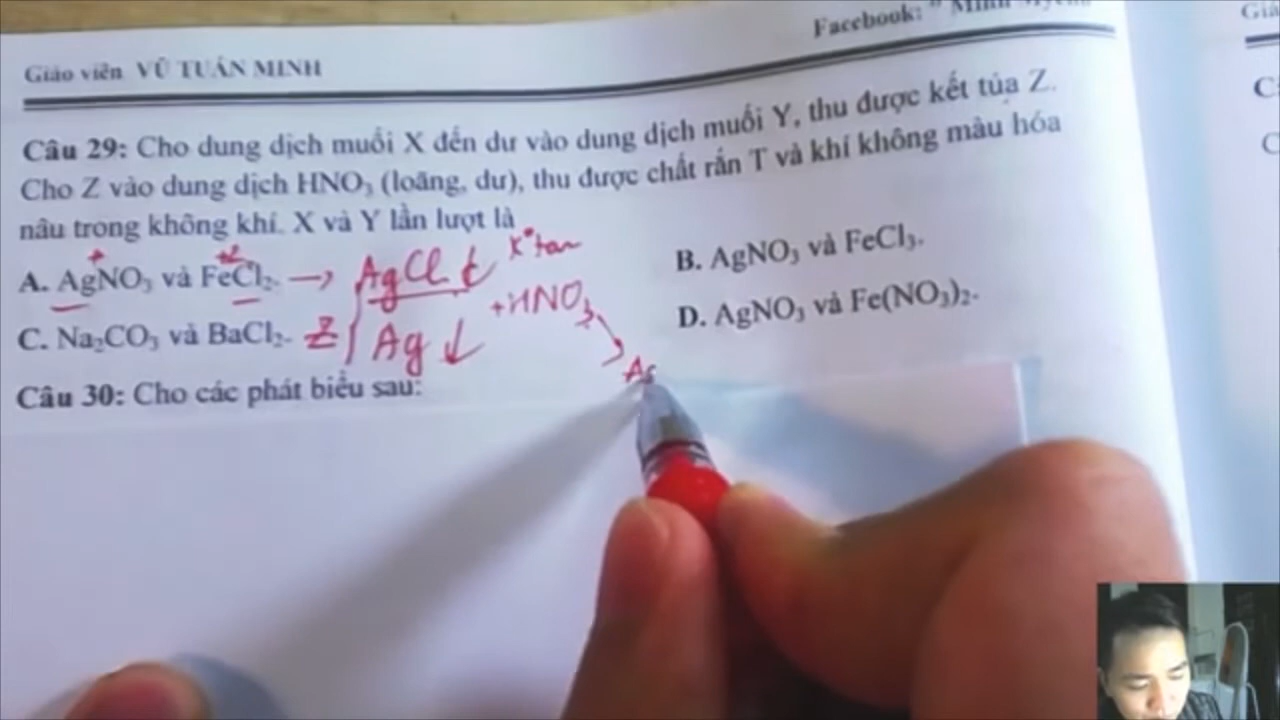 Facebook: "
Giáo viên VŨ TUẤN MINH
Câu 29: Cho dung dịch muối X đến dư vào dung dịch muối Y, thu được kết tủa Z.
Cho Z vào dung dịch HNO₃ (loãng, dư), thu được chất rắn T và khí không màu hóa
nâu trong không khí. X và Y lần lượt là
A. AgNO₃ và FeCl₂. → AgCl ↓ K° tan
+ +2
B. AgNO₃ và FeCl₃.
C. Na₂CO₃ và BaCl₂. Z Ag ↓ +HNO₃
D. AgNO₃ và Fe(NO₃)₂.
Câu 30: Cho các phát biểu sau: